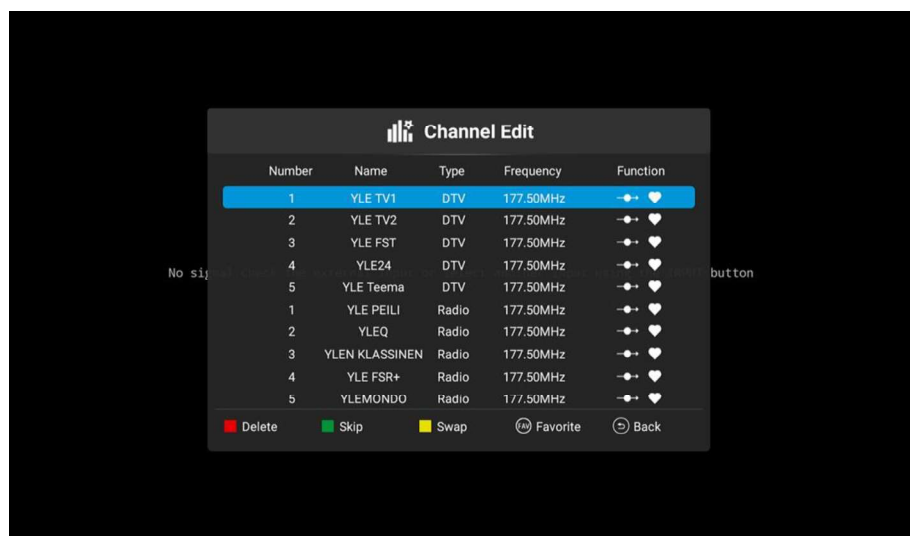 Channel Edit
Number Name Type Frequency Function
1 YLE TV1 DTV 177.50MHz
2 YLE TV2 DTV 177.50MHz
3 YLE FST DTV 177.50MHz
4 YLE24 DTV 177.50MHz
No sig button
5 YLE Teema DTV 177.50MHz
1 YLE PEILI Radio 177.50MHz
2 YLEQ Radio 177.50MHz
3 YLEN KLASSINEN Radio 177.50MHz
4 YLE FSR+ Radio 177.50MHz
5 YLEMONDO Radio 177.50MHz
Delete Skip Swap FAV Favorite Back